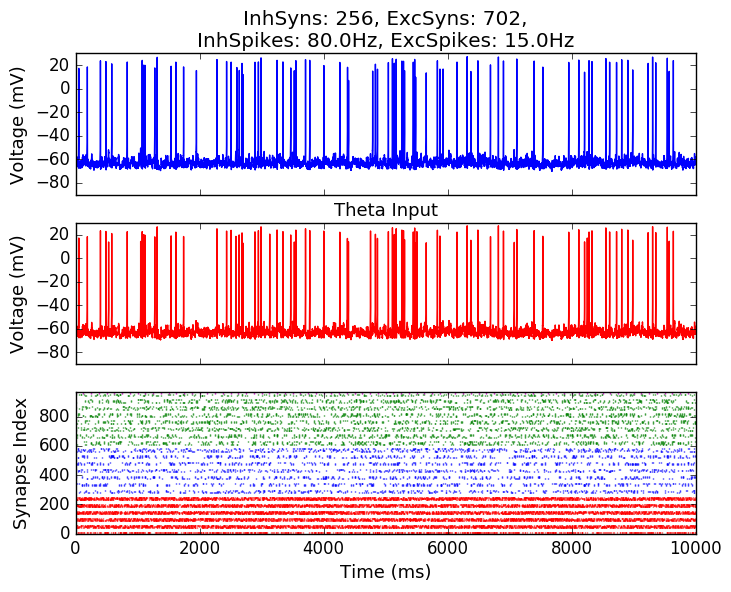 InhSyns: 256, ExcSyns: 702,
InhSpikes: 80.0Hz, ExcSpikes: 15.0Hz
Voltage (mV)
20
0
−20
−40
−60
−80
Theta Input
Voltage (mV)
20
0
−20
−40
−60
−80
Synapse Index
800
600
400
200
0
0 2000 4000 6000 8000 10000
Time (ms)